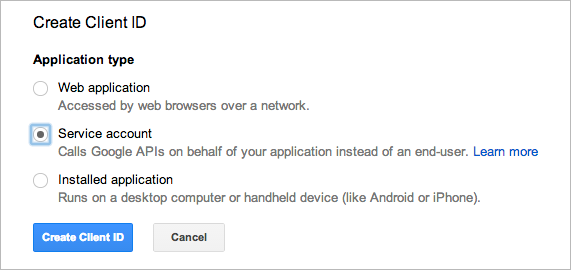 Create Client ID
Application type
Web application
Accessed by web browsers over a network.
Service account
Calls Google APIs on behalf of your application instead of an end-user. Learn more
Installed application
Runs on a desktop computer or handheld device (like Android or iPhone).
Create Client ID Cancel